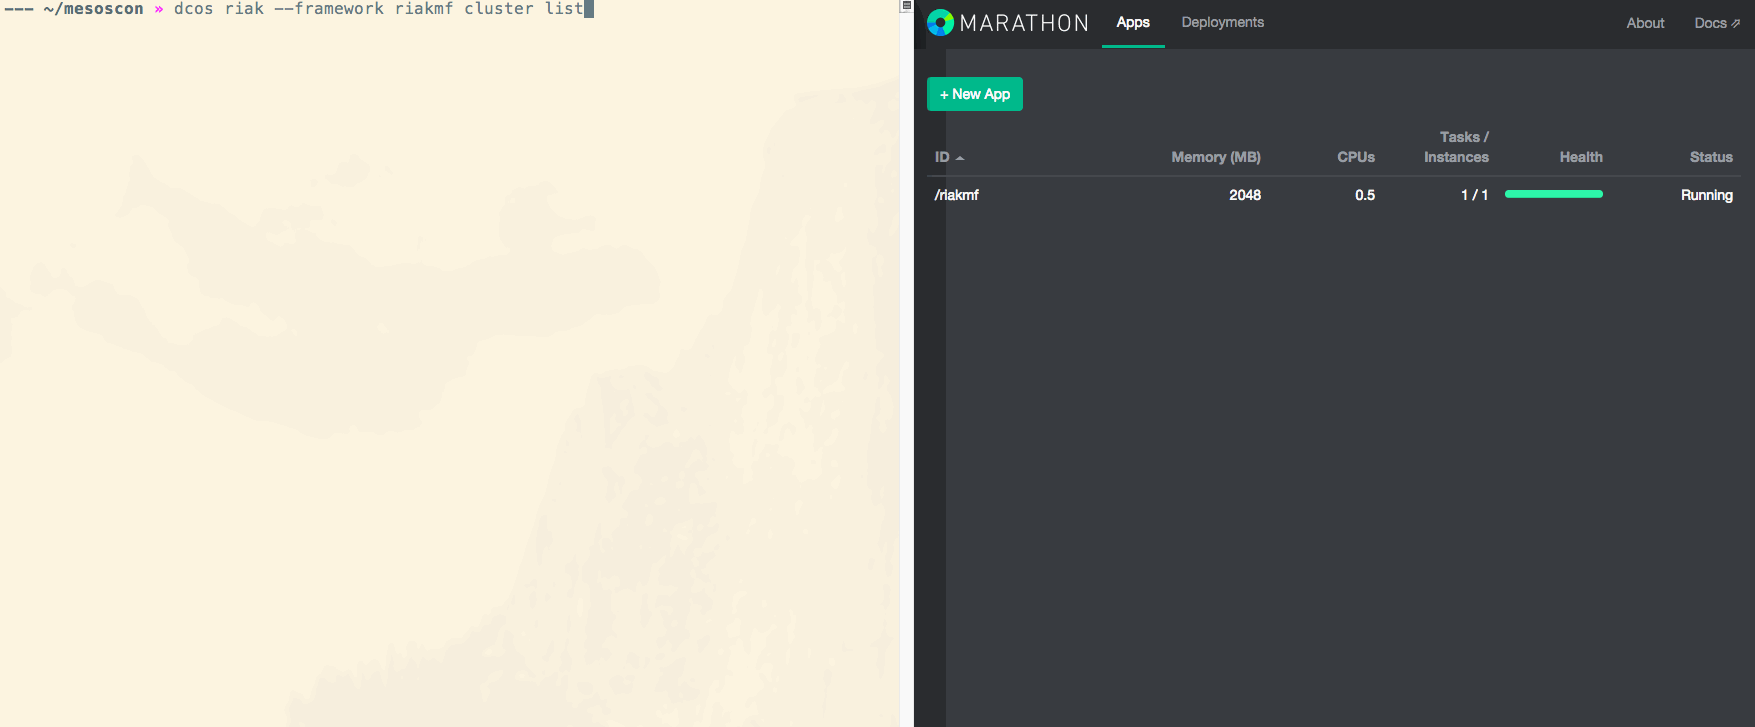 --- ~/mesoscon » dcos riak --framework riakmf cluster list
MARATHON Apps Deployments About Docs
+ New App
ID Memory (MB) CPUs Tasks / Instances Health Status
/riakmf 2048 0.5 1 / 1 Running